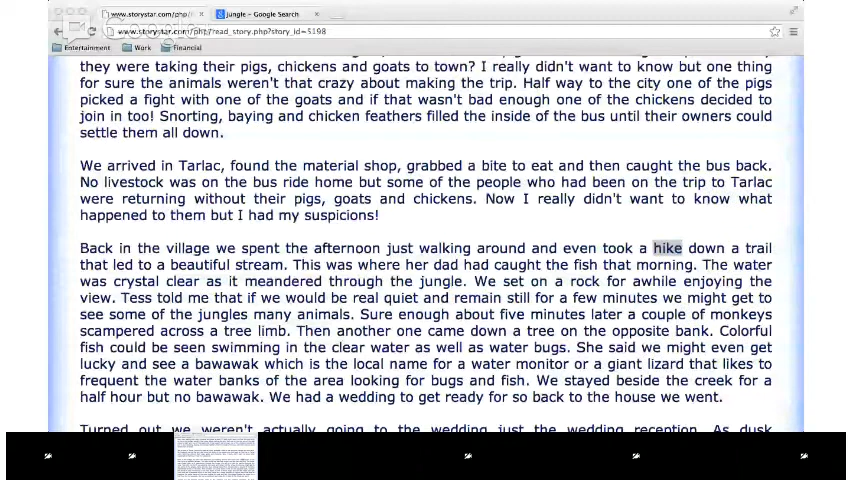 www.storystar.com/php/
jungle - Google Search
www.storystar.com/php/read_story.php?story_id=5198
Entertainment
Work
Financial
they were taking their pigs, chickens and goats to town? I really didn't want to know but one thing
for sure the animals weren't that crazy about making the trip. Half way to the city one of the pigs
picked a fight with one of the goats and if that wasn't bad enough one of the chickens decided to
join in too! Snorting, baying and chicken feathers filled the inside of the bus until their owners could
settle them all down.
We arrived in Tarlac, found the material shop, grabbed a bite to eat and then caught the bus back.
No livestock was on the bus ride home but some of the people who had been on the trip to Tarlac
were returning without their pigs, goats and chickens. Now I really didn't want to know what
happened to them but I had my suspicions!
Back in the village we spent the afternoon just walking around and even took a hike down a trail
that led to a beautiful stream. This was where her dad had caught the fish that morning. The water
was crystal clear as it meandered through the jungle. We set on a rock for awhile enjoying the
view. Tess told me that if we would be real quiet and remain still for a few minutes we might get to
see some of the jungles many animals. Sure enough about five minutes later a couple of monkeys
scampered across a tree limb. Then another one came down a tree on the opposite bank. Colorful
fish could be seen swimming in the clear water as well as water bugs. She said we might even get
lucky and see a bawawak which is the local name for a water monitor or a giant lizard that likes to
frequent the water banks of the area looking for bugs and fish. We stayed beside the creek for a
half hour but no bawawak. We had a wedding to get ready for so back to the house we went.
Turned out we weren't actually going to the wedding just the wedding reception. As dusk